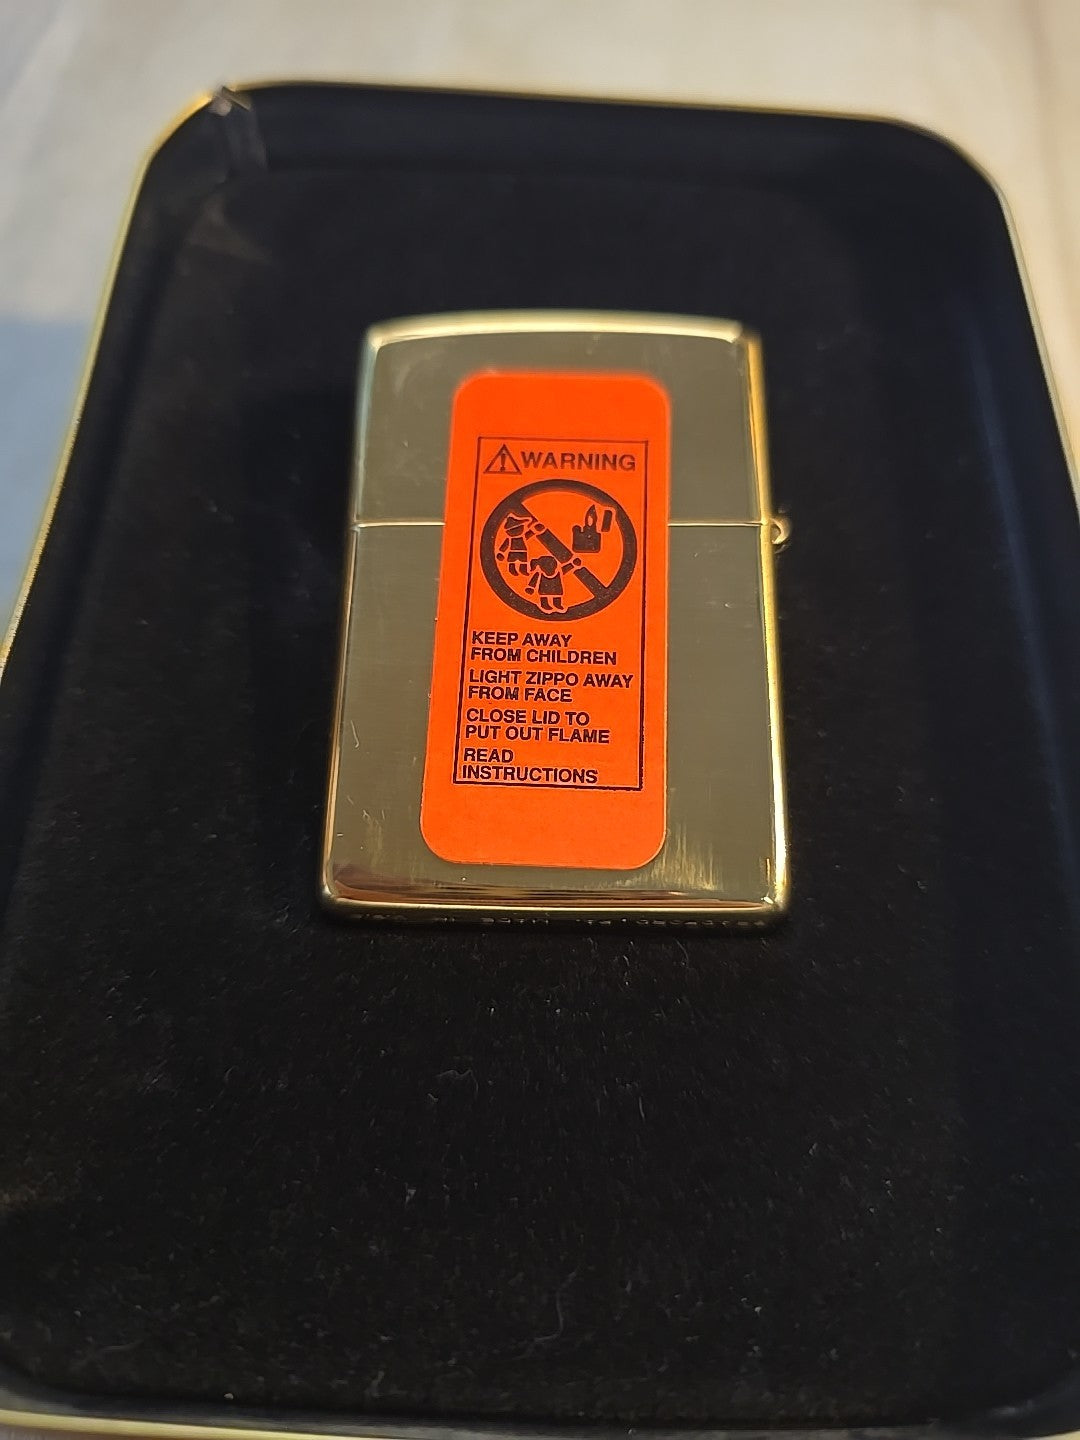 WARNING
KEEP AWAY
FROM CHILDREN
LIGHT ZIPPO AWAY
FROM FACE
CLOSE LID TO
PUT OUT FLAME
READ
INSTRUCTIONS